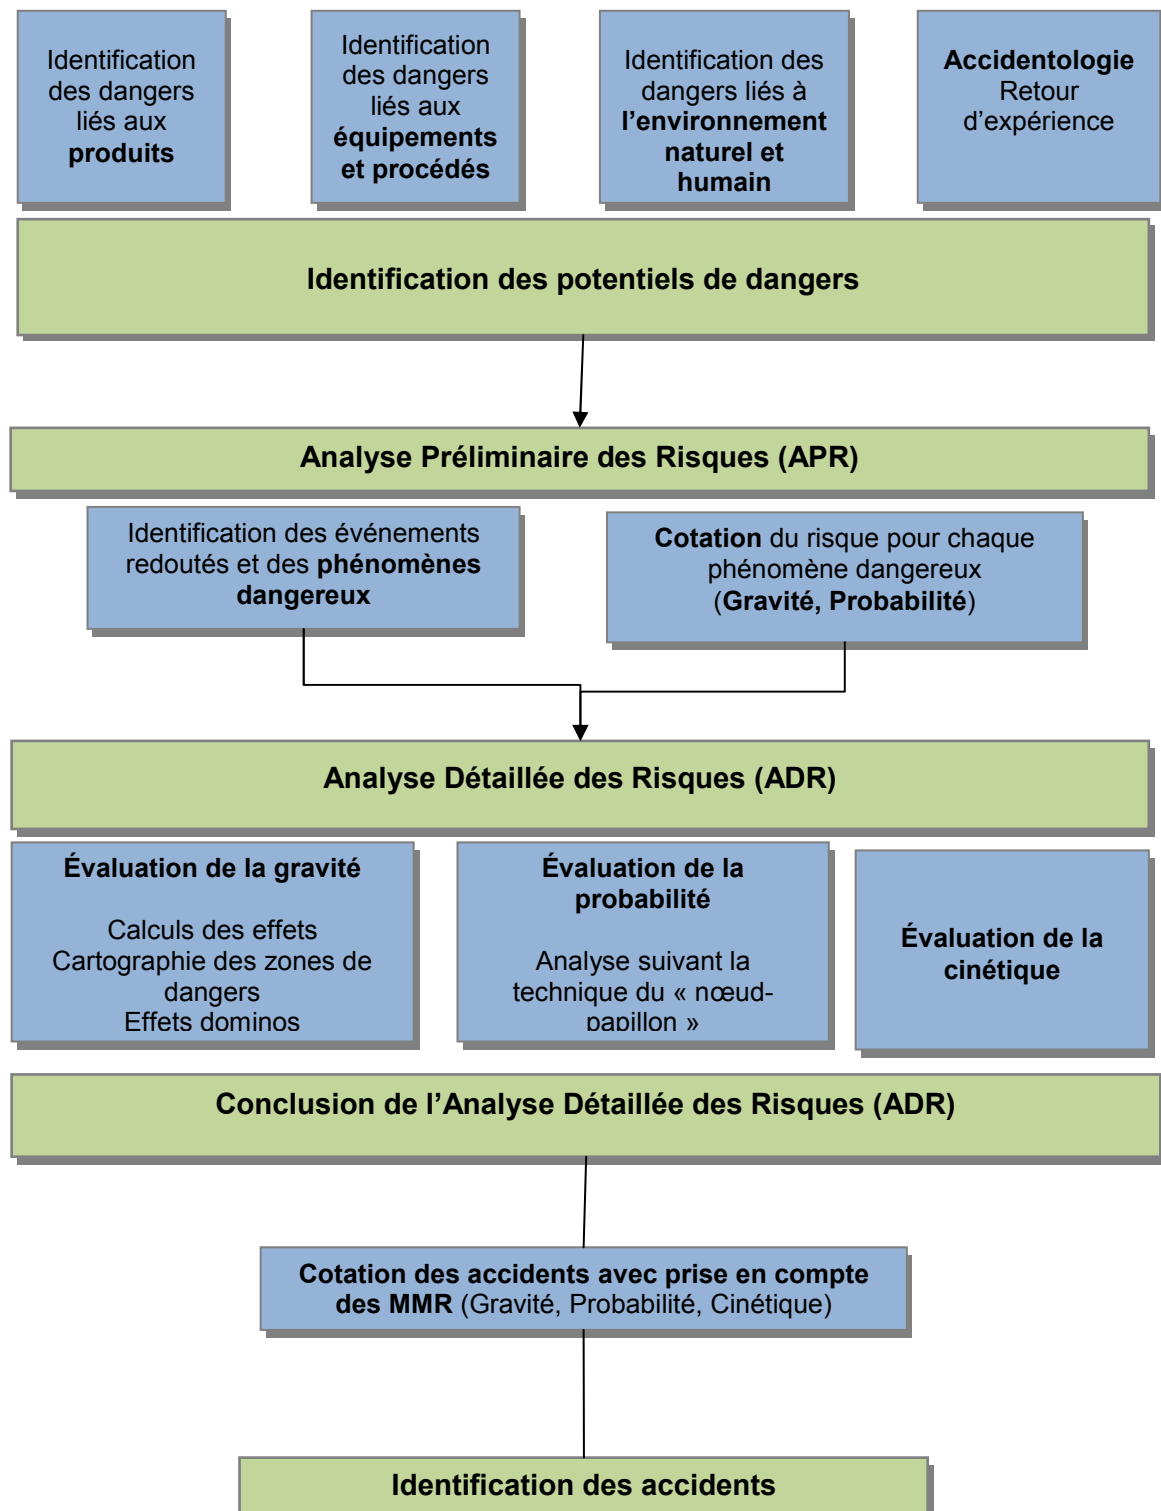 Identification
des dangers
liés aux
produits
Identification
des dangers
liés aux
équipements
et procédés
Identification des
dangers liés à
l’environnement
naturel et
humain
Accidentologie
Retour
d’expérience
Identification des potentiels de dangers
Analyse Préliminaire des Risques (APR)
Identification des événements
redoutés et des phénomènes
dangereux
Cotation du risque pour chaque
phénomène dangereux
(Gravité, Probabilité)
Analyse Détaillée des Risques (ADR)
Évaluation de la gravité
Calculs des effets
Cartographie des zones de
dangers
Effets dominos
Évaluation de la
probabilité
Analyse suivant la
technique du « nœud-
papillon »
Évaluation de la
cinétique
Conclusion de l’Analyse Détaillée des Risques (ADR)
Cotation des accidents avec prise en compte
des MMR (Gravité, Probabilité, Cinétique)
Identification des accidents